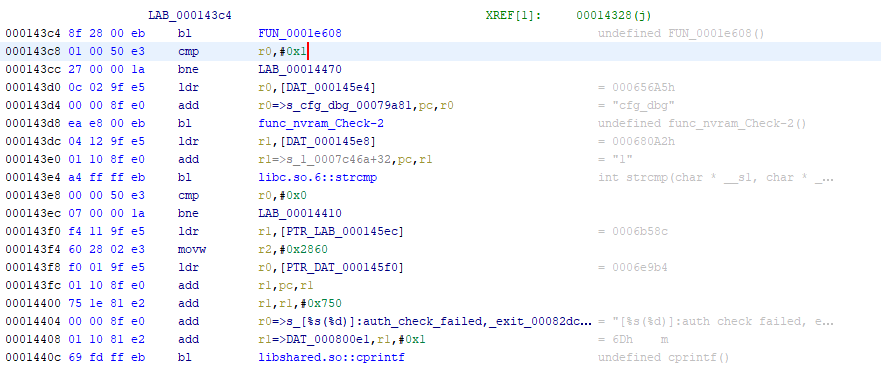 LAB_000143c4 XREF[1]: 00014328(j)
000143c4 8f 28 00 eb bl FUN_0001e608 undefined FUN_0001e608()
000143c8 01 00 50 e3 cmp r0,#0x1
000143cc 27 00 00 1a bne LAB_00014470
000143d0 0c 02 9f e5 ldr r0,[DAT_000145e4] = 000656A5h
000143d4 00 00 8f e0 add r0=>s_cfg_dbg_00079a81,pc,r0 = "cfg_dbg"
000143d8 ea e8 00 eb bl func_nvram_Check-2 undefined func_nvram_Check-2()
000143dc 04 12 9f e5 ldr r1,[DAT_000145e8] = 000680A2h
000143e0 01 10 8f e0 add r1=>s_1_0007c46a+32,pc,r1 = "1"
000143e4 a4 ff ff eb bl libc.so.6::strcmp int strcmp(char * __s1, char * _...
000143e8 00 00 50 e3 cmp r0,#0x0
000143ec 07 00 00 1a bne LAB_00014410
000143f0 f4 11 9f e5 ldr r1,[PTR_LAB_000145ec] = 0006b58c
000143f4 60 28 02 e3 movw r2,#0x2860
000143f8 f0 01 9f e5 ldr r0,[PTR_DAT_000145f0] = 0006e9b4
000143fc 01 10 8f e0 add r1,pc,r1
00014400 75 1e 81 e2 add r1,r1,#0x750
00014404 00 00 8f e0 add r0=>s_[%s(%d)]:auth_check_failed,_exit_00082dc... = "[%s(%d)]:auth check failed, e...
00014408 01 10 81 e2 add r1=>DAT_000800e1,r1,#0x1 = 6Dh m
0001440c 69 fd ff eb bl libshared.so::cprintf undefined cprintf()